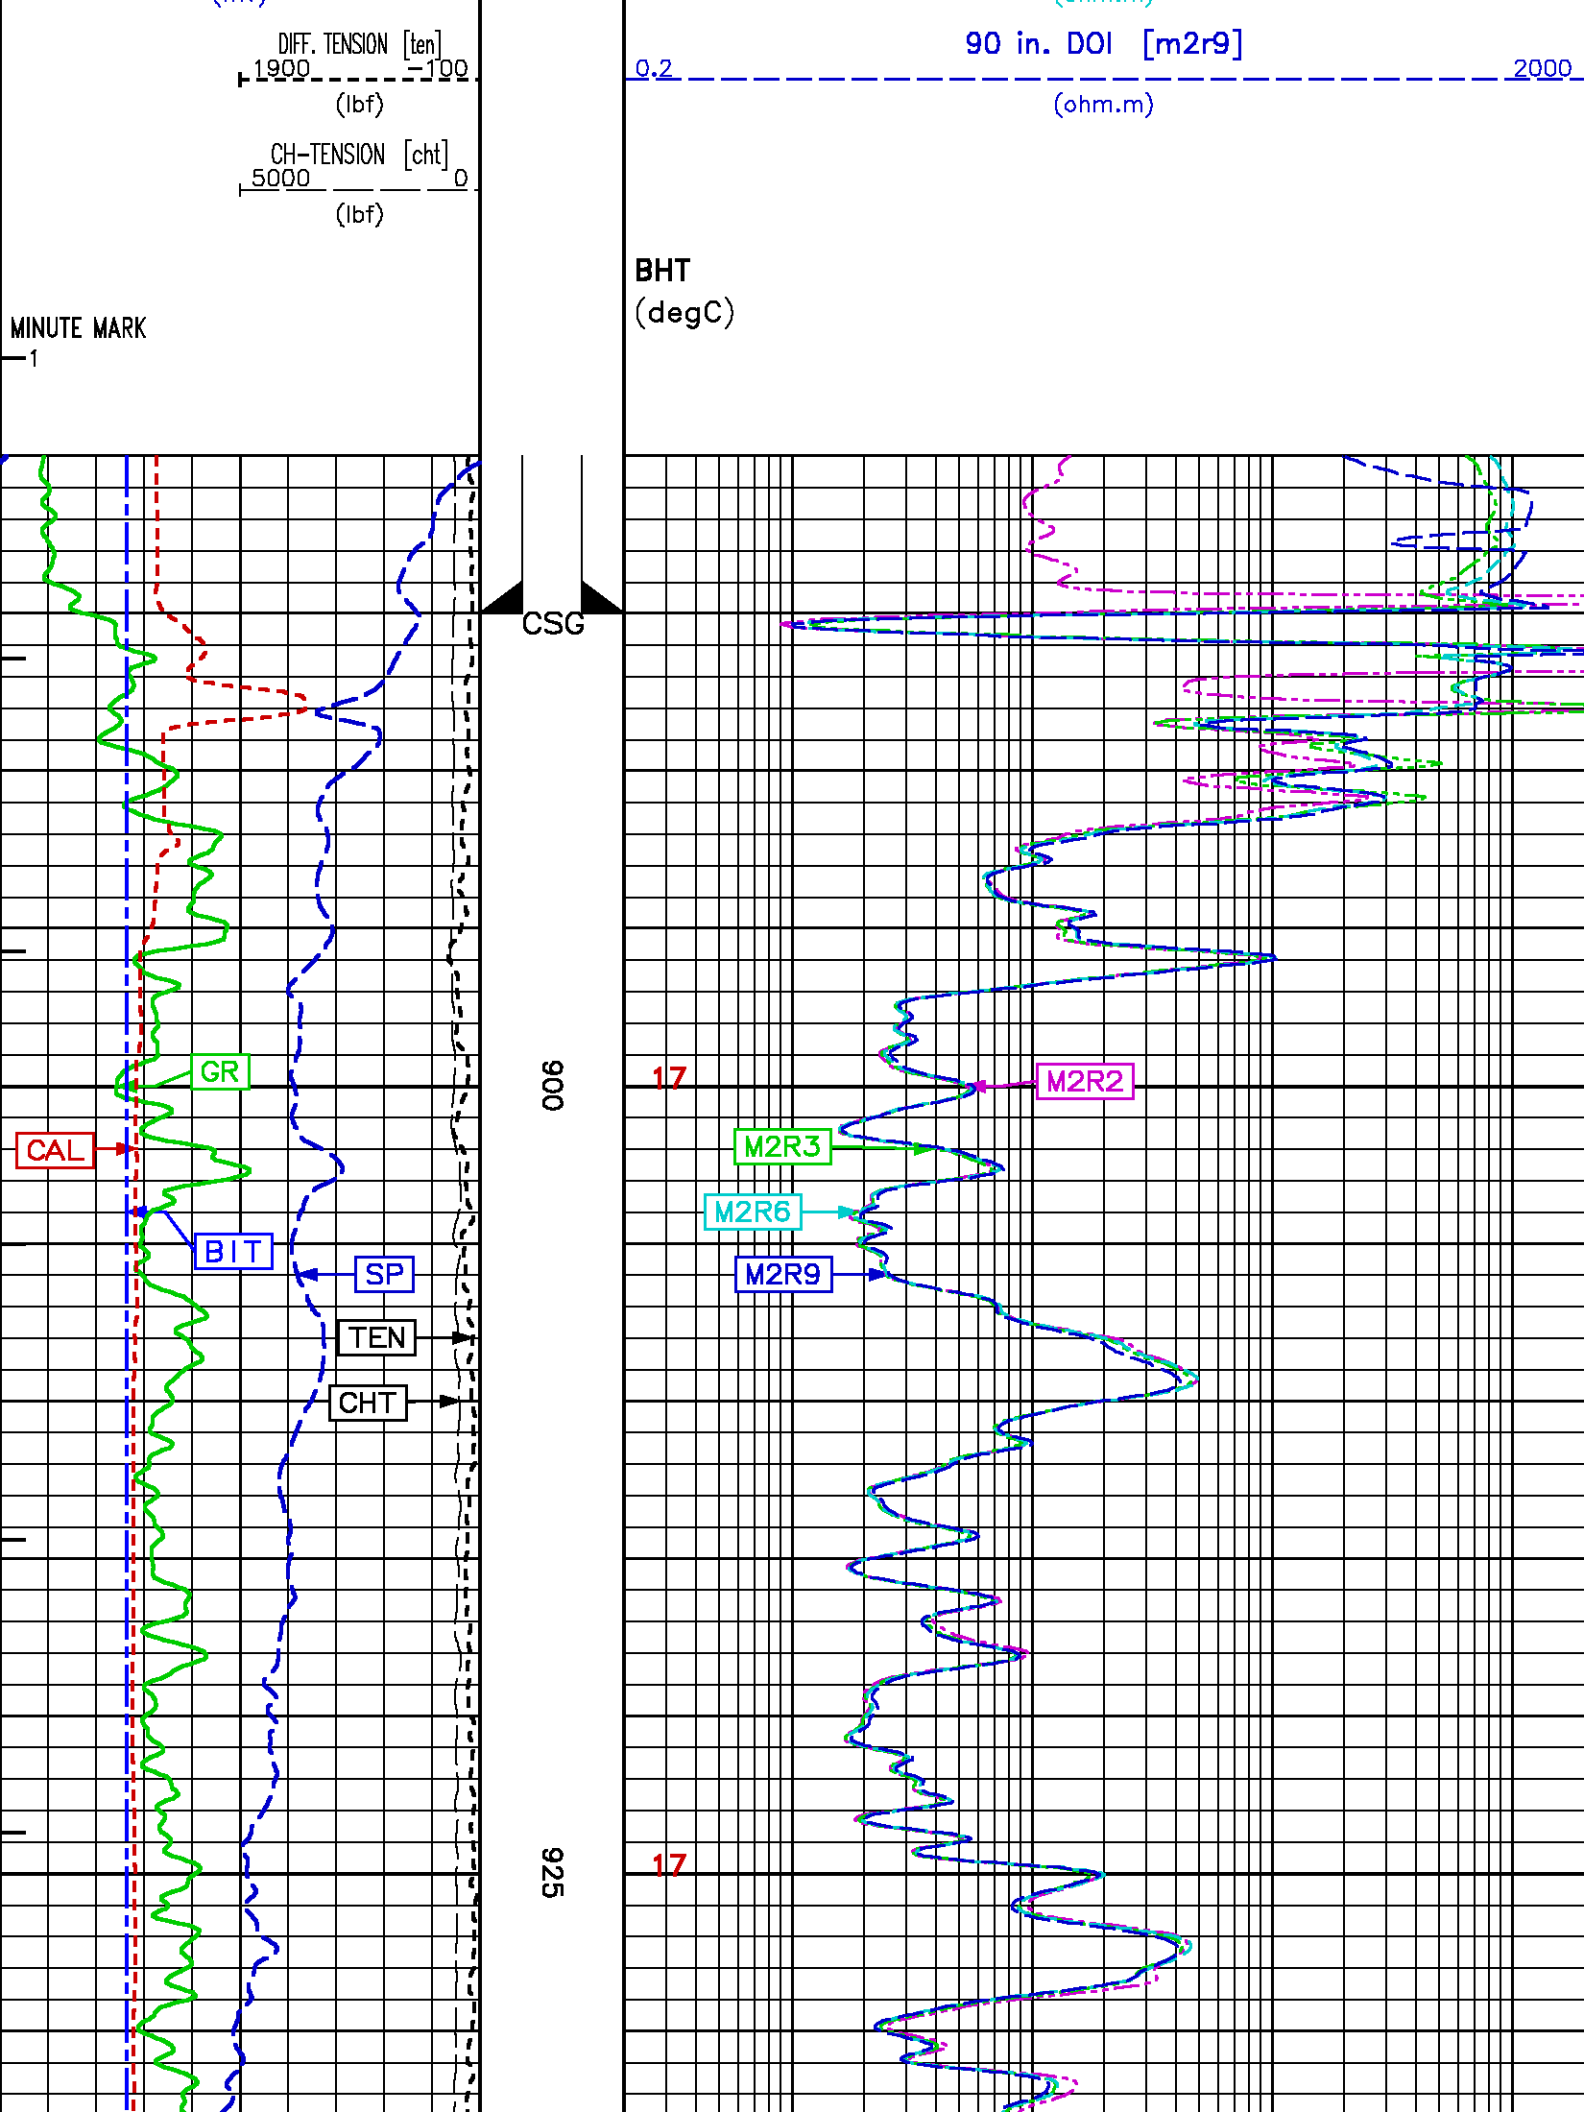 DIFF. TENSION [ten]
1900 -100
(lbf)
CH-TENSION [cht]
5000 0
(lbf)
MINUTE MARK
1
90 in. DOI [m2r9]
0.2 2000
(ohm.m)
BHT
(degC)
CSG
GR
CAL
BIT
SP
TEN
CHT
900
17
M2R2
M2R3
M2R6
M2R9
925
17